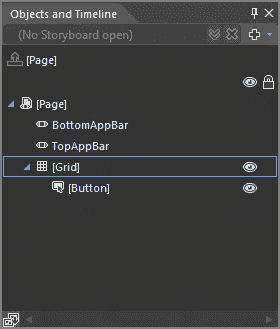 Objects and Timeline
(No Storyboard open)
[Page]
[Page]
BottomAppBar
TopAppBar
[Grid]
[Button]